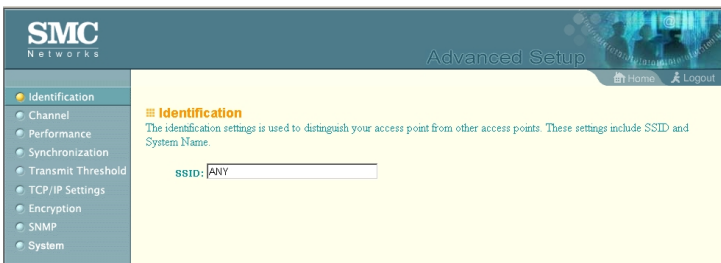 SMC
Networks
Advanced Setup
Home
Logout
Identification
Channel
Performance
Synchronization
Transmit Threshold
TCP/IP Settings
Encryption
SNMP
System
Identification
The identification settings is used to distinguish your access point from other access points. These settings include SSID and
System Name.
SSID: ANY